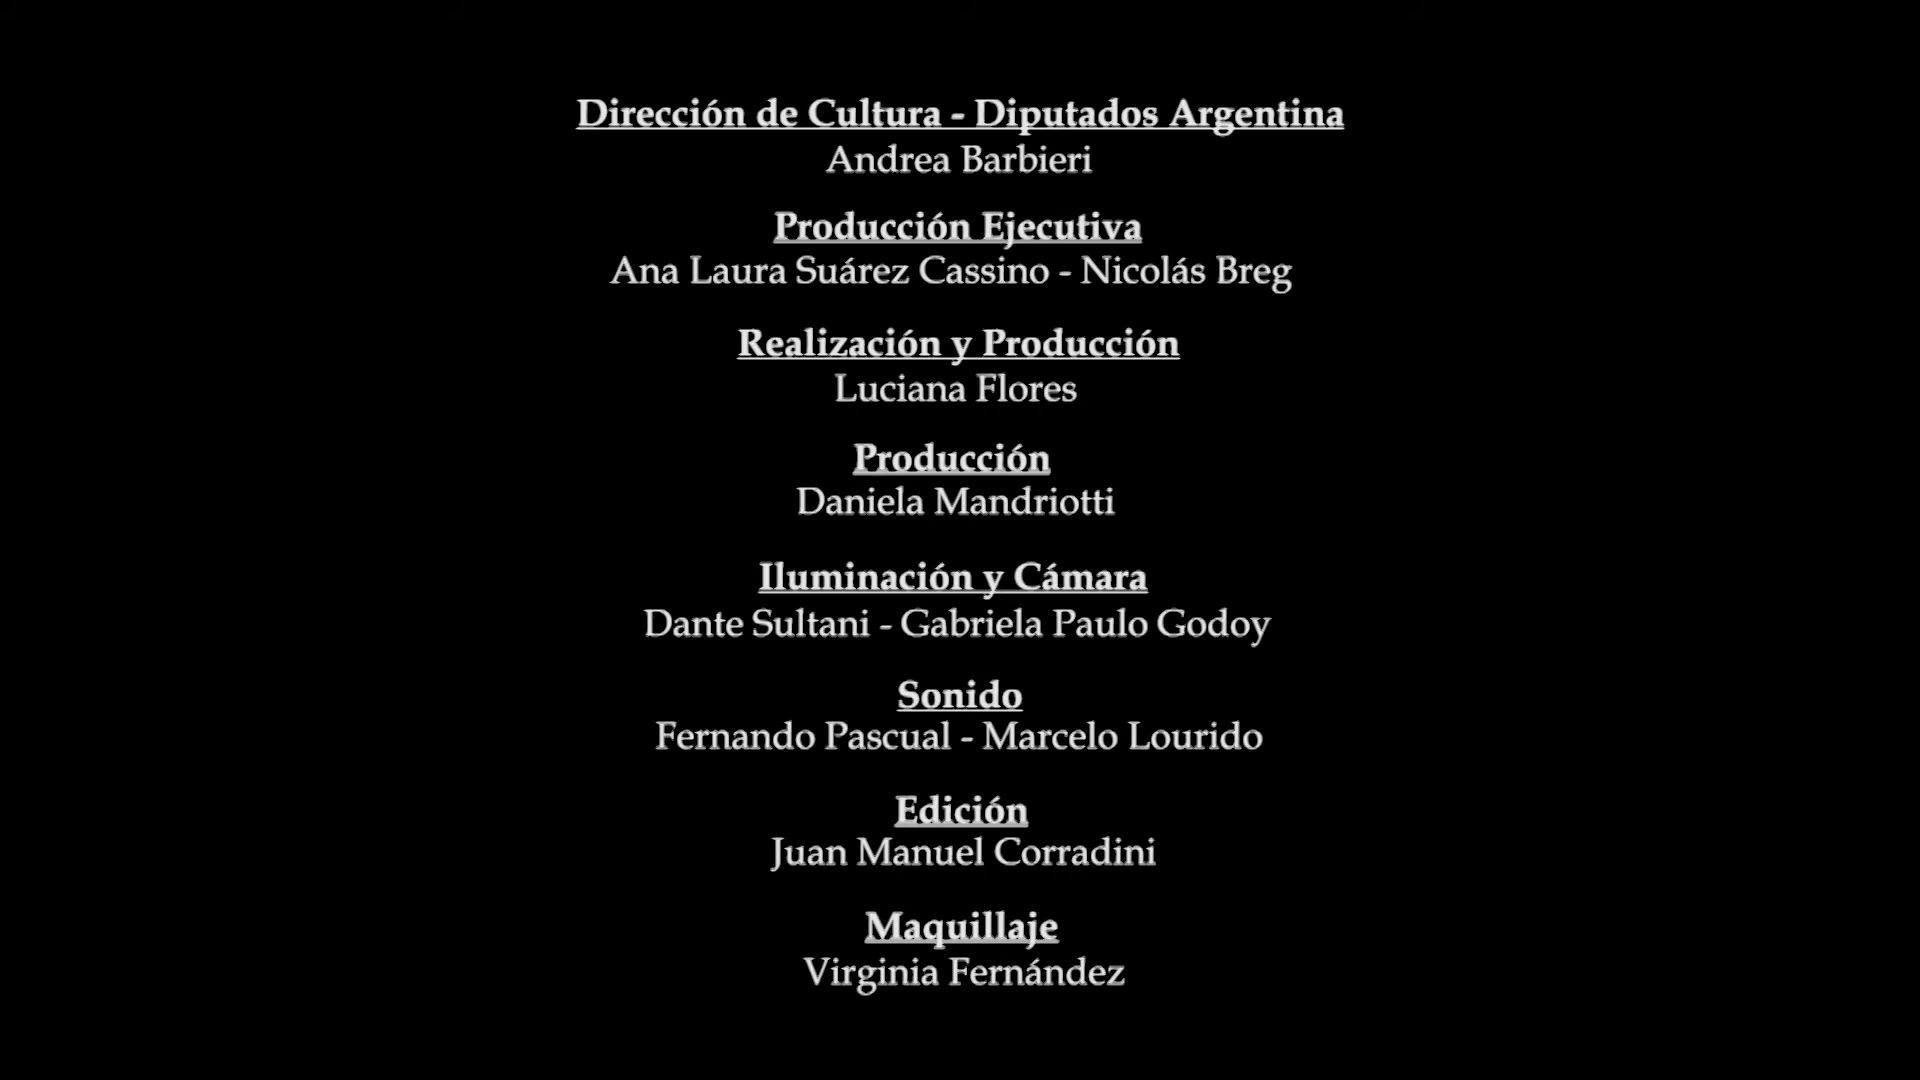 Dirección de Cultura - Diputados Argentina
Andrea Barbieri
Producción Ejecutiva
Ana Laura Suárez Cassino - Nicolás Breg
Realización y Producción
Luciana Flores
Producción
Daniela Mandriotti
Iluminación y Cámara
Dante Sultani - Gabriela Paulo Godoy
Sonido
Fernando Pascual - Marcelo Lourido
Edición
Juan Manuel Corradini
Maquillaje
Virginia Fernández